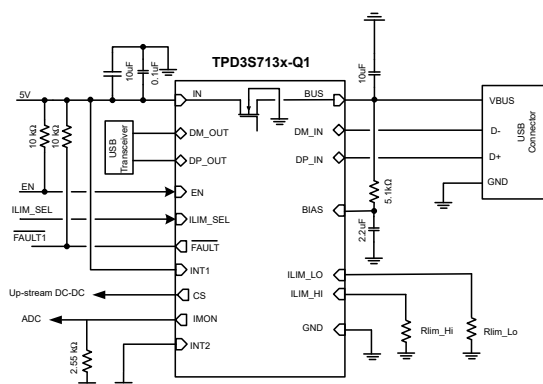 TPD3S713x-Q1
10uF
0.1uF
10uF
5V
10 kΩ
10 kΩ
USB
Transceiver
IN
BUS
DM_OUT
DM_IN
DP_OUT
DP_IN
VBUS
D-
D+
GND
USB
Connector
EN
EN
ILIM_SEL
ILIM_SEL
FAULT1
FAULT
BIAS
5.1kΩ
2.2uF
INT1
ILIM_LO
Up-stream DC-DC
CS
ILIM_HI
ADC
IMON
GND
Rlim_Hi
Rlim_Lo
INT2
2.55 kΩ